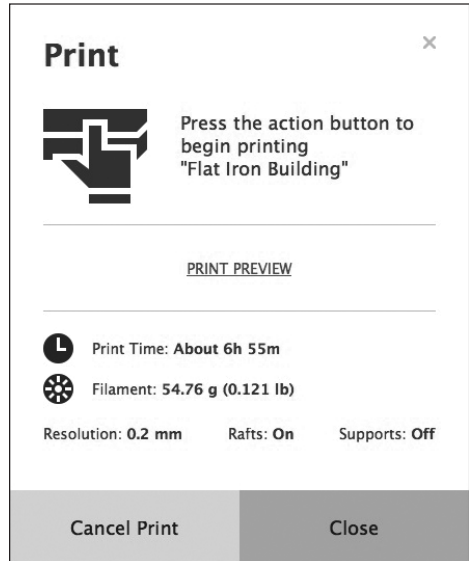 Print
×
Press the action button to
begin printing
"Flat Iron Building"
PRINT PREVIEW
Print Time: About 6h 55m
Filament: 54.76 g (0.121 lb)
Resolution: 0.2 mm Rafts: On Supports: Off
Cancel Print Close